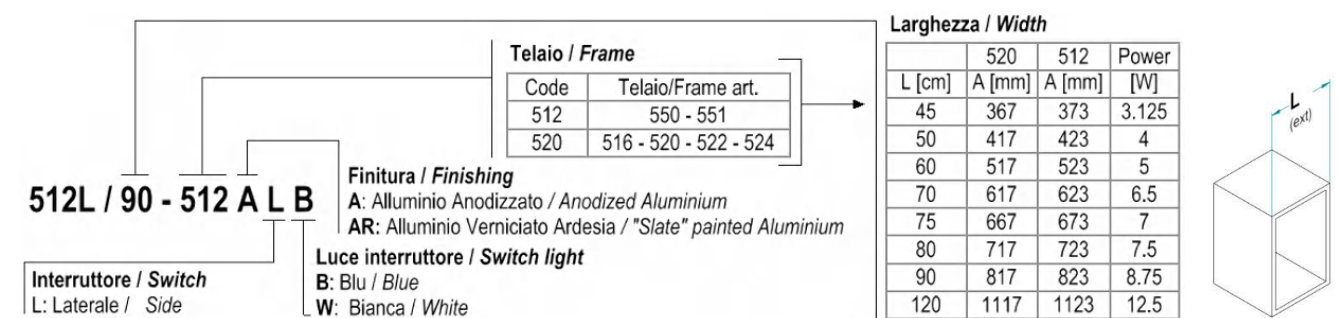 Larghezza / Width
520 512 Power
L [cm] A [mm] A [mm] [W]
45 367 373 3.125
50 417 423 4
60 517 523 5
70 617 623 6.5
75 667 673 7
80 717 723 7.5
90 817 823 8.75
120 1117 1123 12.5
Telaio / Frame
Code Telaio/Frame art.
512 550 - 551
520 516 - 520 - 522 - 524
512L / 90 - 512 A L B
Finitura / Finishing
A: Alluminio Anodizzato / Anodized Aluminium
AR: Alluminio Verniciato Ardesia / "Slate" painted Aluminium
Luce interruttore / Switch light
B: Blu / Blue
W: Bianca / White
Interruttore / Switch
L: Laterale / Side
L
(ext)